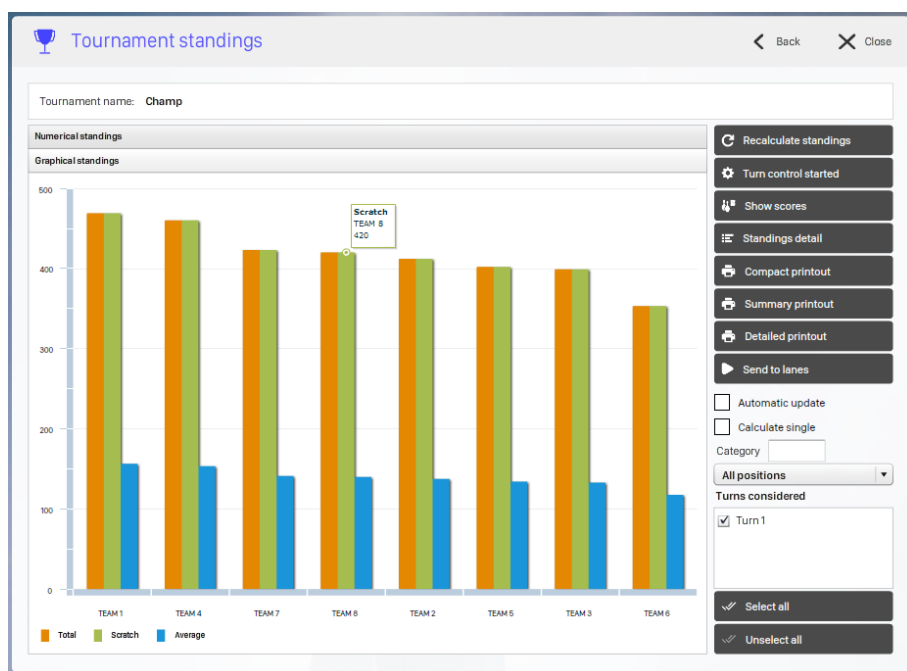 Tournament standings
Back
Close
Tournament name: Champ
Numerical standings
Graphical standings
500
400
300
200
100
0
Scratch
TEAM 8
420
TEAM 1
TEAM 4
TEAM 7
TEAM 8
TEAM 2
TEAM 5
TEAM 3
TEAM 6
Total
Scratch
Average
Recalculate standings
Turn control started
Show scores
Standings detail
Compact printout
Summary printout
Detailed printout
Send to lanes
Automatic update
Calculate single
Category
All positions
Turns considered
Turn 1
Select all
Unselect all